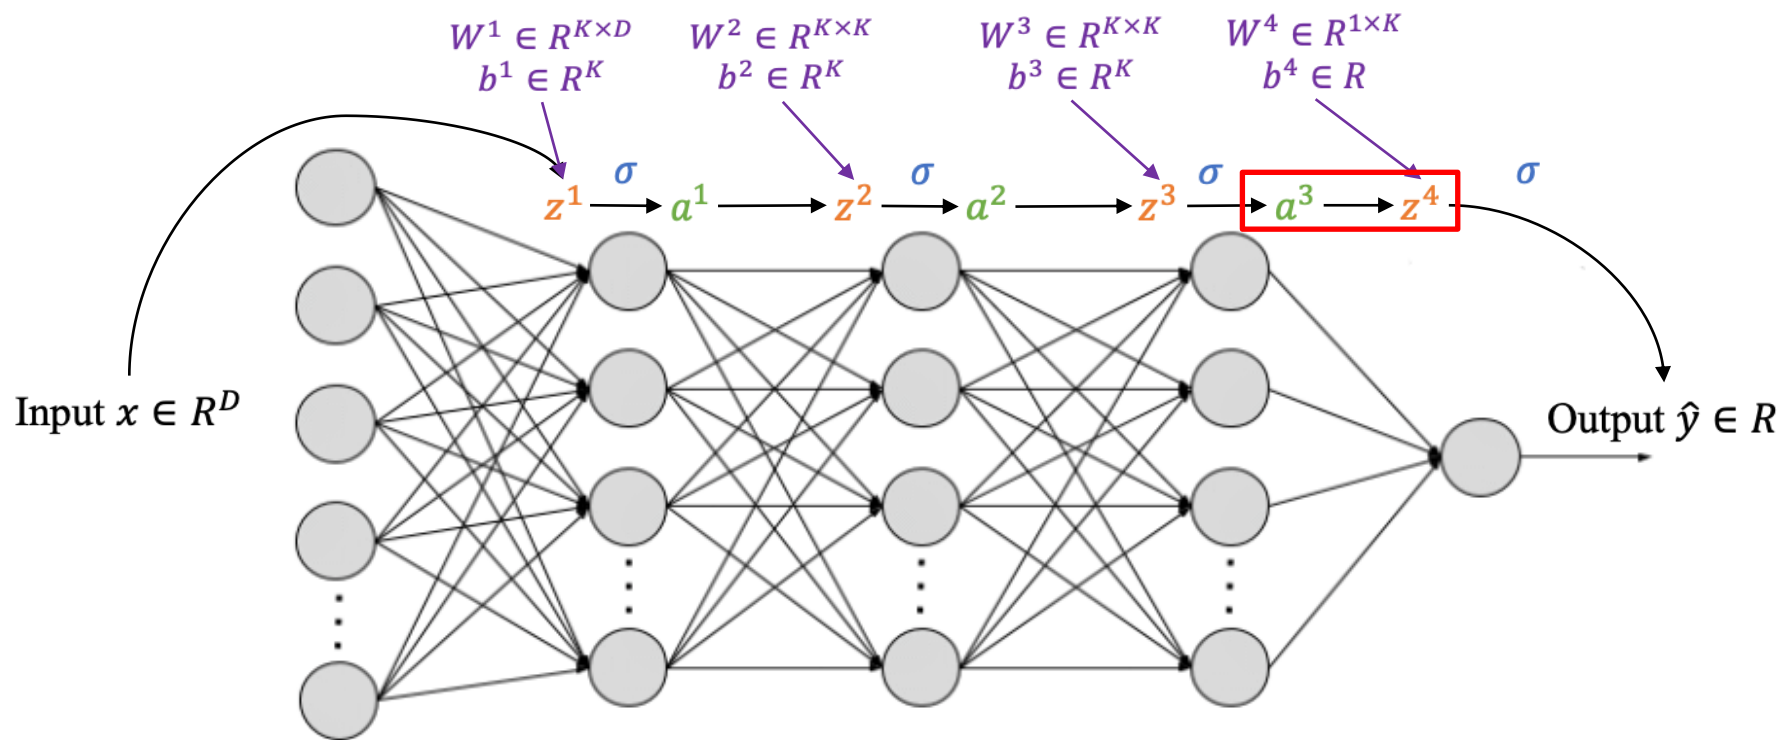 W¹ ∈ R^{K×D} W² ∈ R^{K×K} W³ ∈ R^{K×K} W⁴ ∈ R^{1×K}
b¹ ∈ R^K b² ∈ R^K b³ ∈ R^K b⁴ ∈ R
σ σ σ σ
z¹ a¹ z² a² z³ a³ z⁴
Input x ∈ R^D
Output ŷ ∈ R